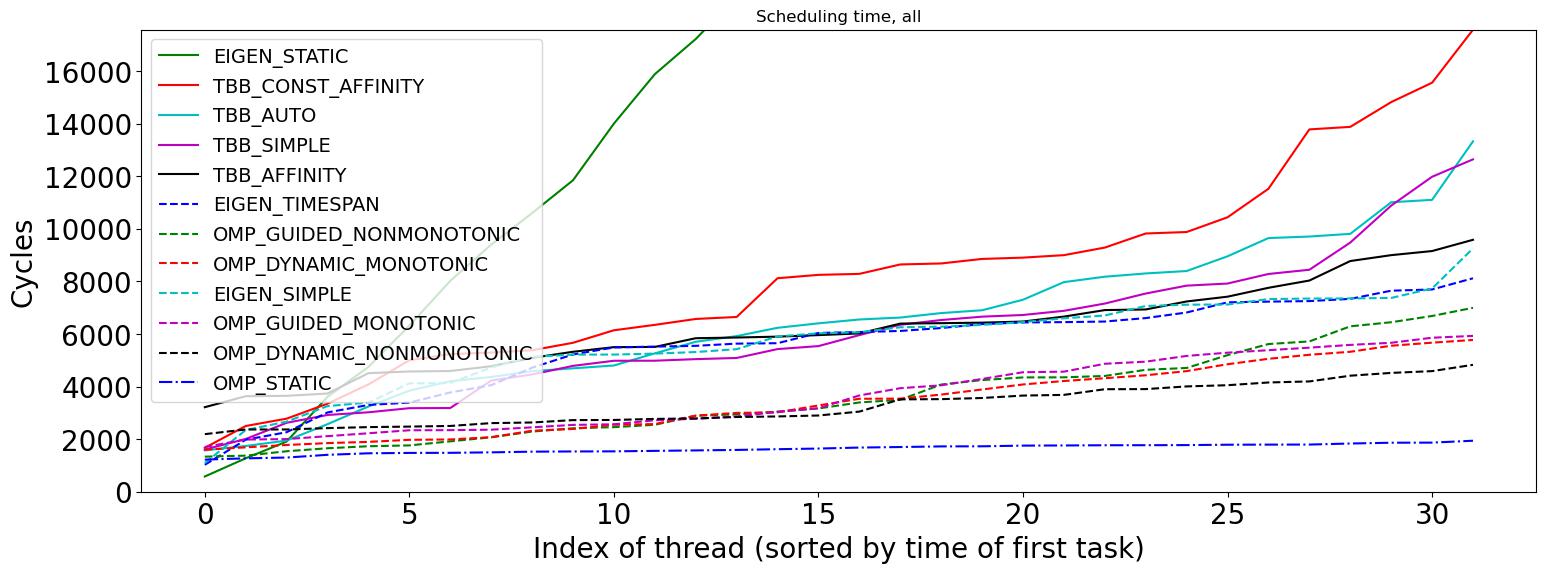 Scheduling time, all
Cycles
16000
14000
12000
10000
8000
6000
4000
2000
0
EIGEN_STATIC
TBB_CONST_AFFINITY
TBB_AUTO
TBB_SIMPLE
TBB_AFFINITY
EIGEN_TIMESPAN
OMP_GUIDED_NONMONOTONIC
OMP_DYNAMIC_MONOTONIC
EIGEN_SIMPLE
OMP_GUIDED_MONOTONIC
OMP_DYNAMIC_NONMONOTONIC
OMP_STATIC
0 5 10 15 20 25 30
Index of thread (sorted by time of first task)